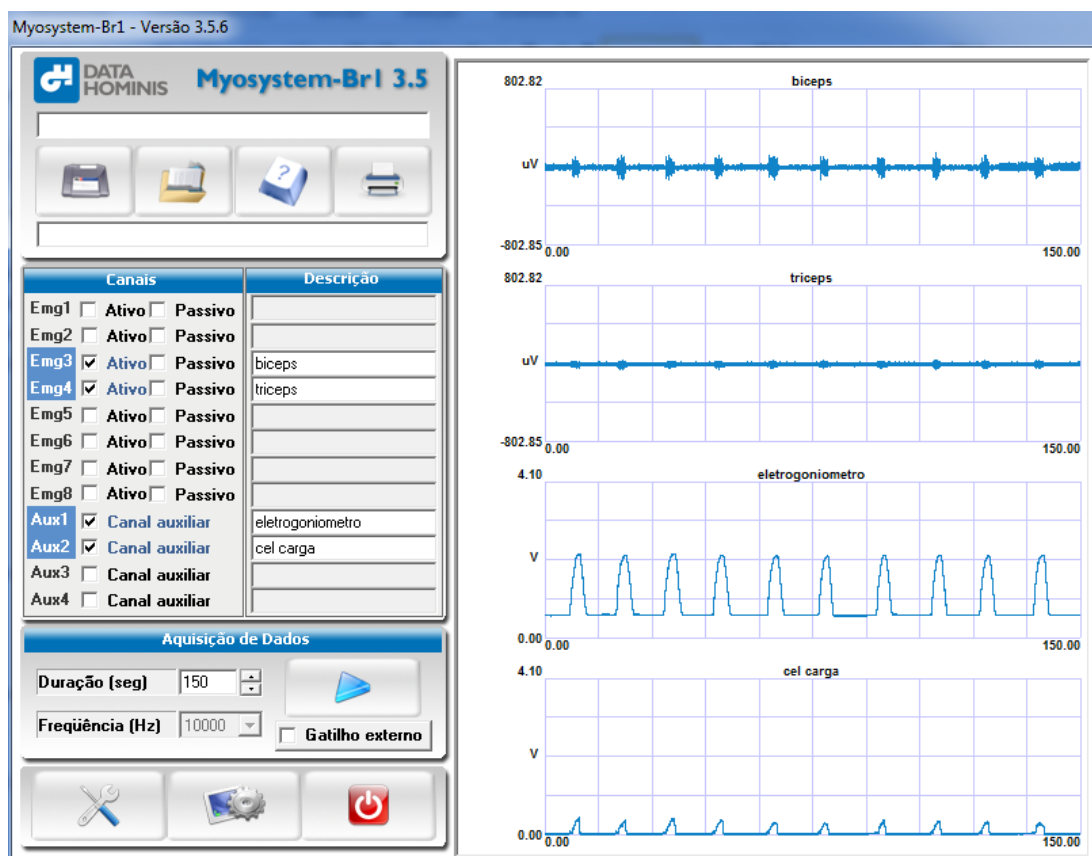 Myosystem-Br1 - Versão 3.5.6
DATA HOMINIS
Myosystem-Br1 3.5
?
Canais Descrição
Emg1 Ativo Passivo
Emg2 Ativo Passivo
Emg3 Ativo Passivo biceps
Emg4 Ativo Passivo triceps
Emg5 Ativo Passivo
Emg6 Ativo Passivo
Emg7 Ativo Passivo
Emg8 Ativo Passivo
Aux1 Canal auxiliar eletrogoniometro
Aux2 Canal auxiliar cel carga
Aux3 Canal auxiliar
Aux4 Canal auxiliar
Aquisição de Dados
Duração (seg) 150
Freqüência (Hz) 10000
Gatilho externo
802.82 biceps
uV
-802.85 0.00 150.00
802.82 triceps
uV
-802.85 0.00 150.00
4.10 eletrogoniometro
V
0.00 0.00 150.00
4.10 cel carga
V
0.00 0.00 150.00